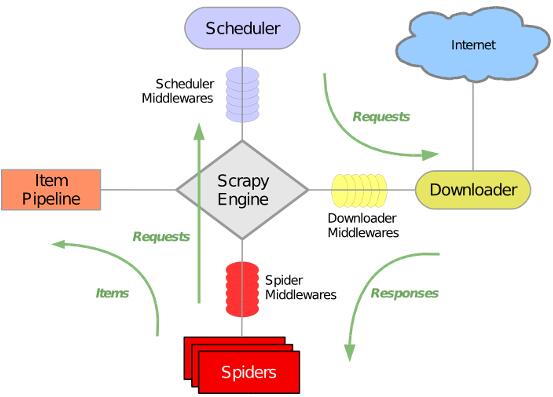 Scheduler
Internet
Scheduler
Middlewares
Requests
Item
Pipeline
Scrapy
Engine
Downloader
Downloader
Middlewares
Requests
Spider
Middlewares
Items
Responses
Spiders